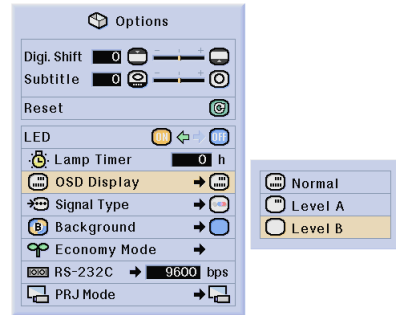 Options
Digi. Shift 0 - +
Subtitle 0 - +
Reset
LED ON OFF
Lamp Timer 0 h
OSD Display
Signal Type
B Background
Economy Mode
RS-232C 9600 bps
PRJ Mode
Normal
Level A
Level B